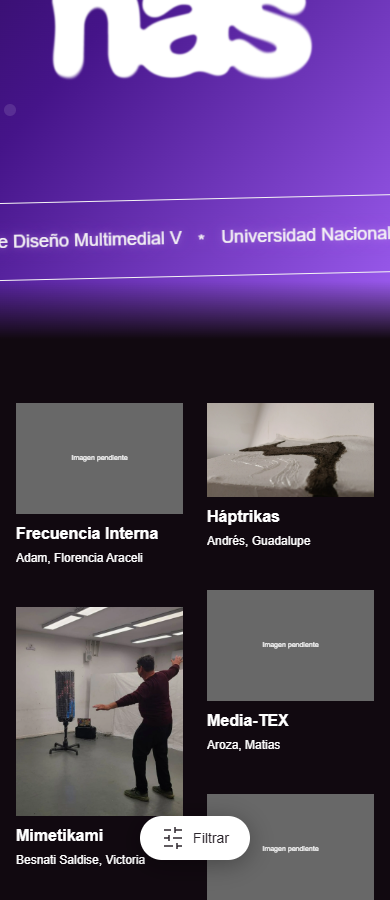 nas
e Diseño Multimedial V * Universidad Nacional
Imagen pendiente
Frecuencia Interna
Adam, Florencia Araceli
Háptrikas
Andrés, Guadalupe
Imagen pendiente
Media-TEX
Aroza, Matias
Mimetikami
Besnati Saldise, Victoria
Imagen pendiente
Filtrar